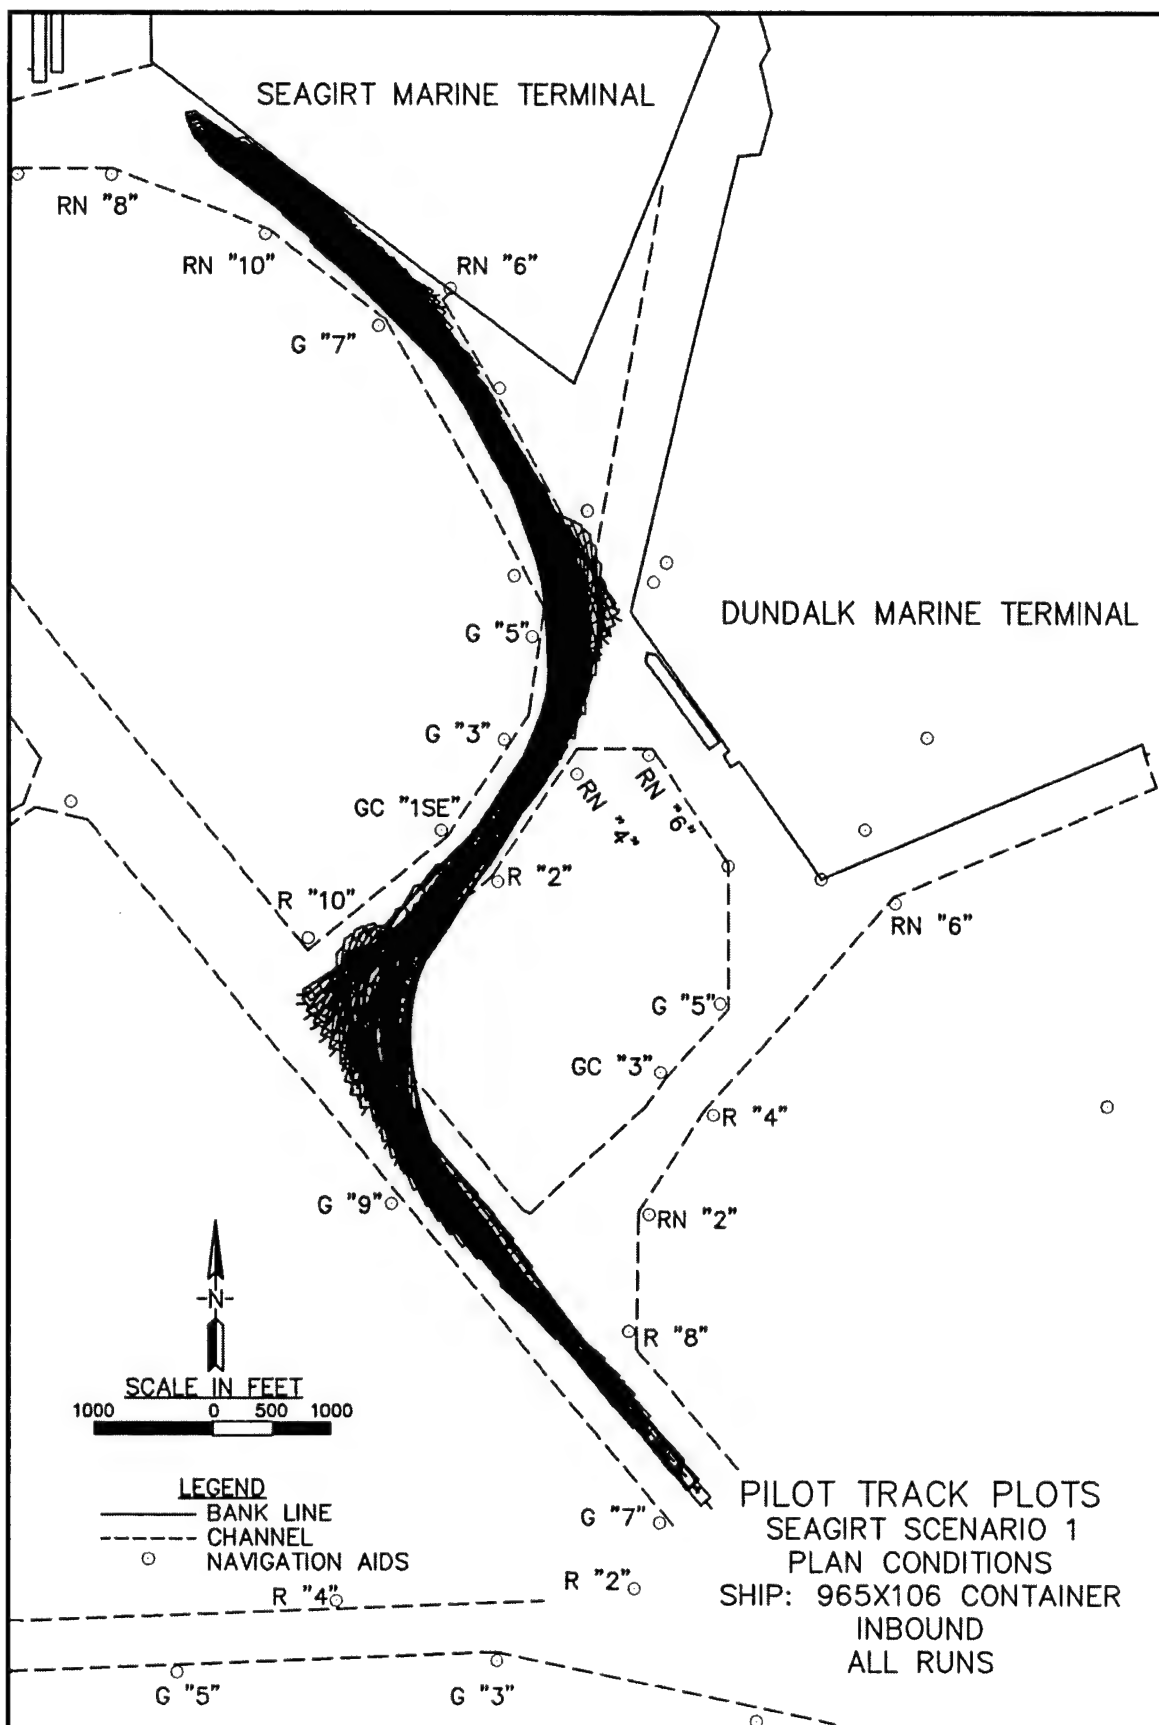 SEAGIRT MARINE TERMINAL
RN "8"
RN "10"
RN "6"
G "7"
DUNDALK MARINE TERMINAL
G "5"
G "3"
RN "4"
RN "6"
GC "1SE"
R "2"
R "10"
RN "6"
G "5"
GC "3"
R "4"
G "9"
RN "2"
-N-
R "8"
SCALE IN FEET
1000 0 500 1000
LEGEND
BANK LINE
CHANNEL
NAVIGATION AIDS
G "7"
R "2"
R "4"
G "5"
G "3"
PILOT TRACK PLOTS
SEAGIRT SCENARIO 1
PLAN CONDITIONS
SHIP: 965X106 CONTAINER
INBOUND
ALL RUNS